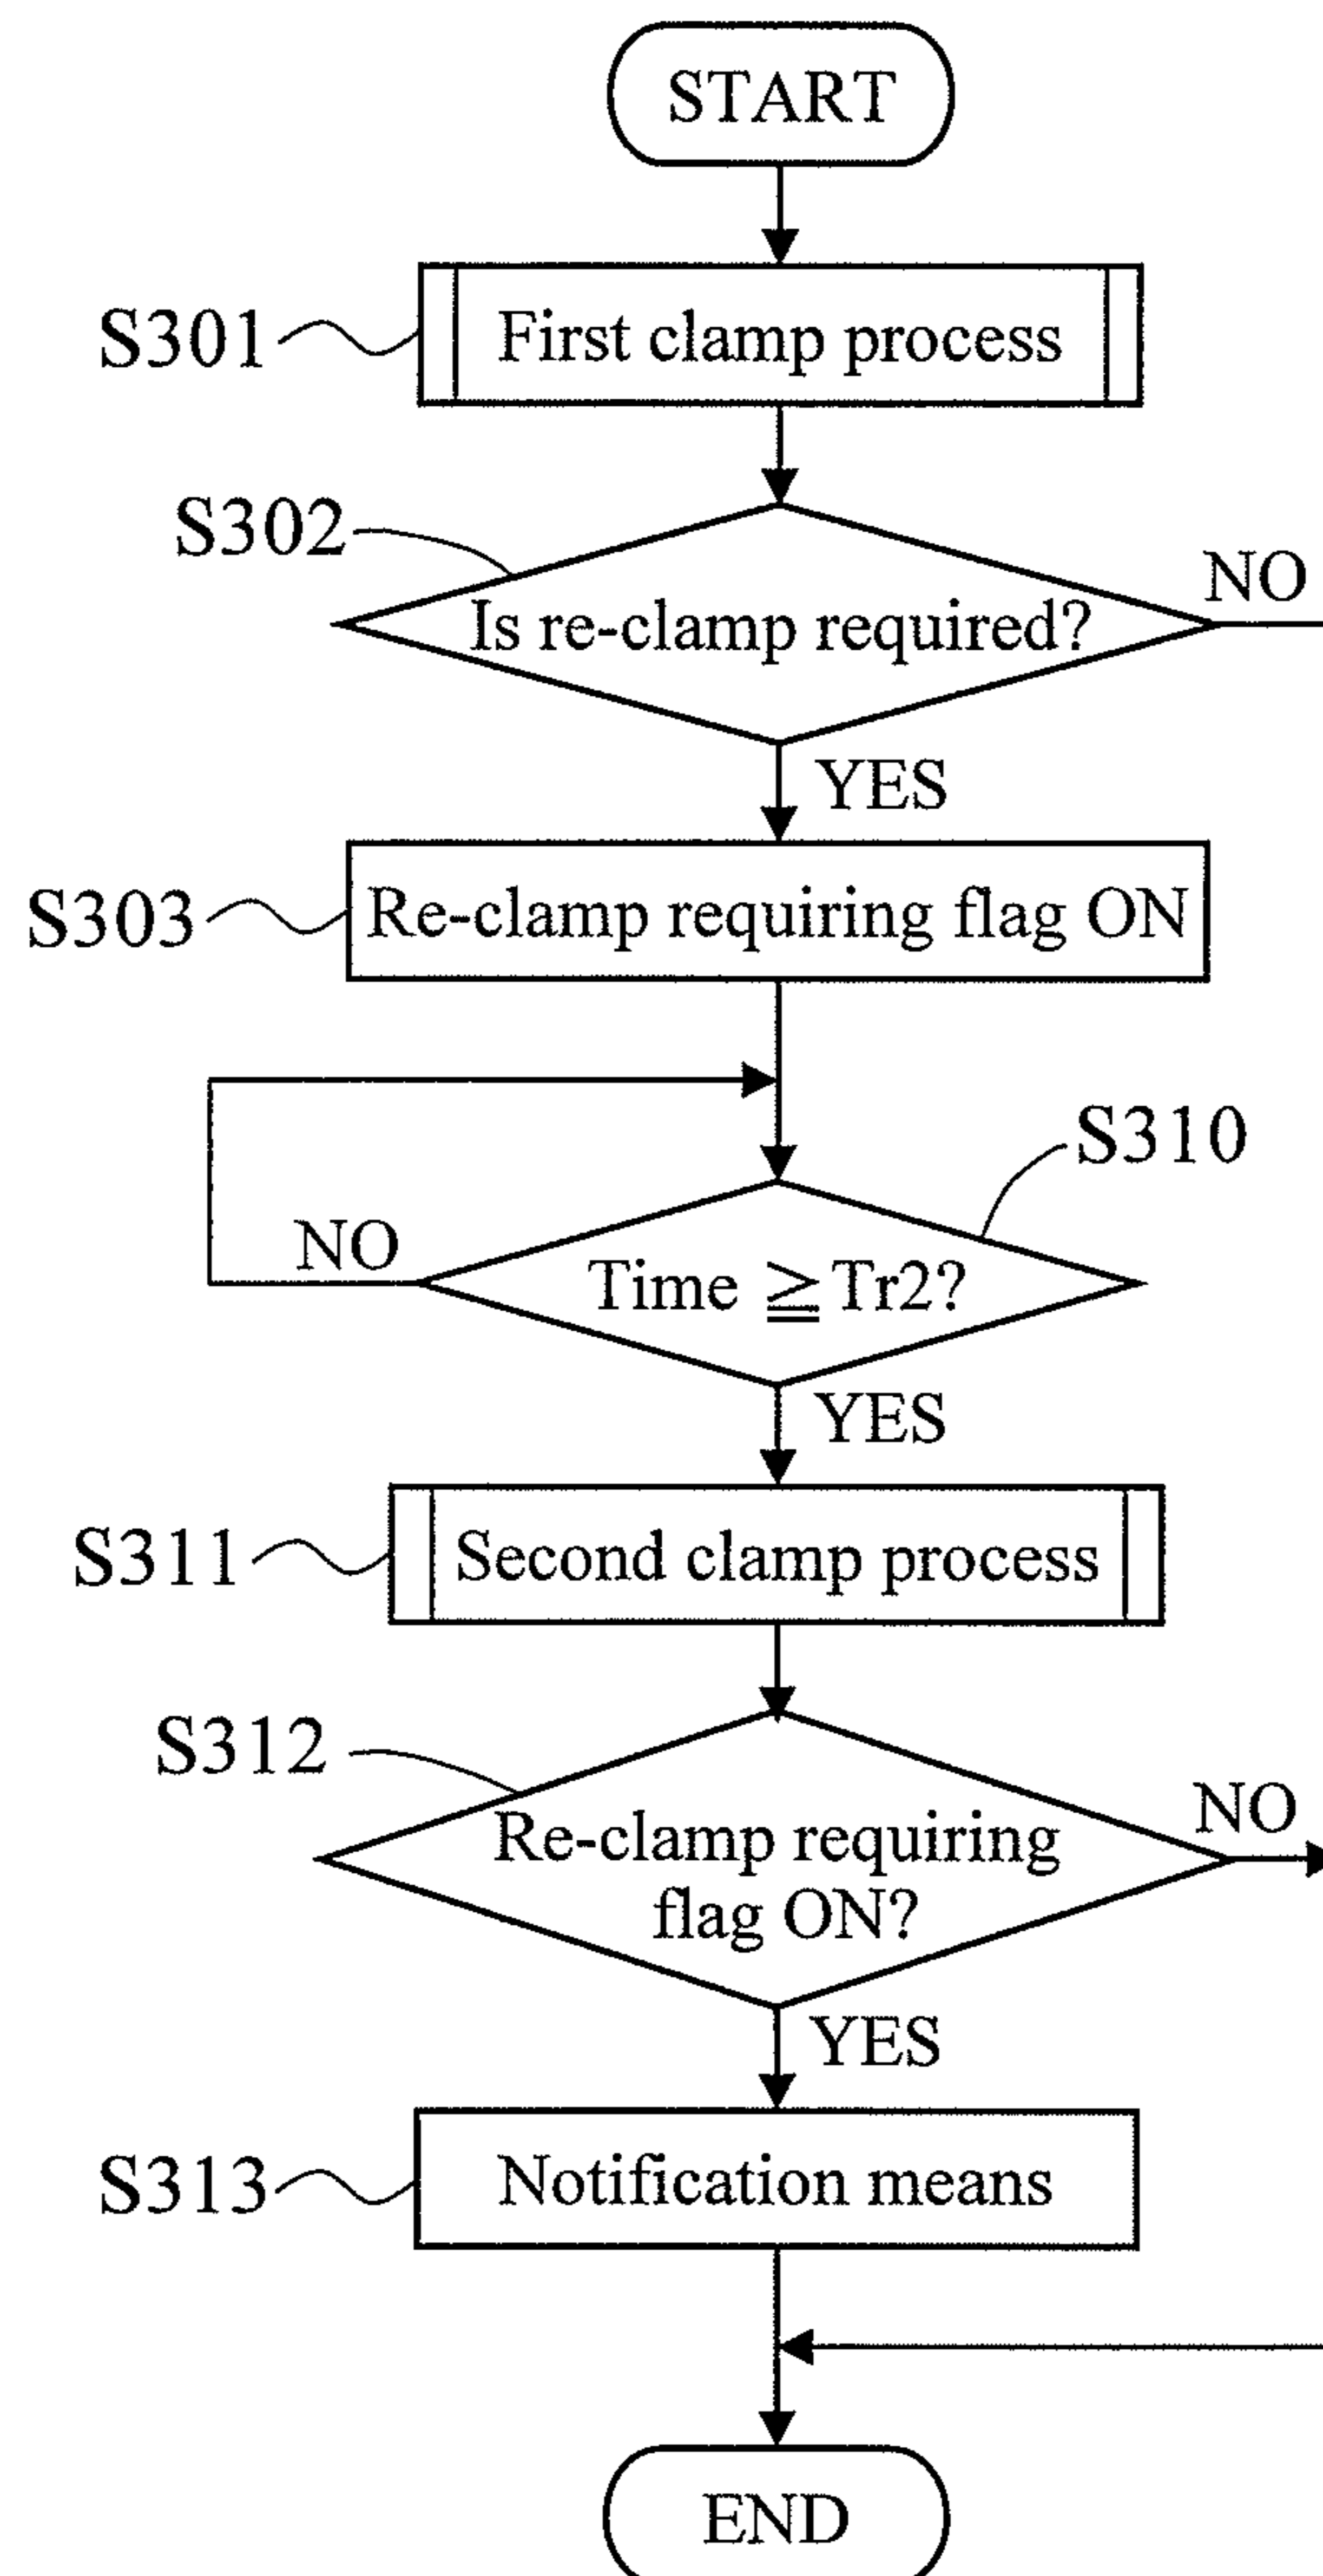 START
S301
First clamp process
S302
Is re-clamp required?
NO
YES
S303
Re-clamp requiring flag ON
S310
NO
Time ≧ Tr2?
YES
S311
Second clamp process
S312
NO
Re-clamp requiring
flag ON?
YES
S313
Notification means
END